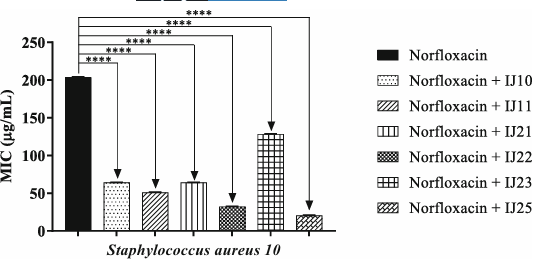 ****
****
****
****
****
****
250
200
150
100
50
0
MIC (µg/mL)
Staphylococcus aureus 10
Norfloxacin
Norfloxacin + IJ10
Norfloxacin + IJ11
Norfloxacin + IJ21
Norfloxacin + IJ22
Norfloxacin + IJ23
Norfloxacin + IJ25